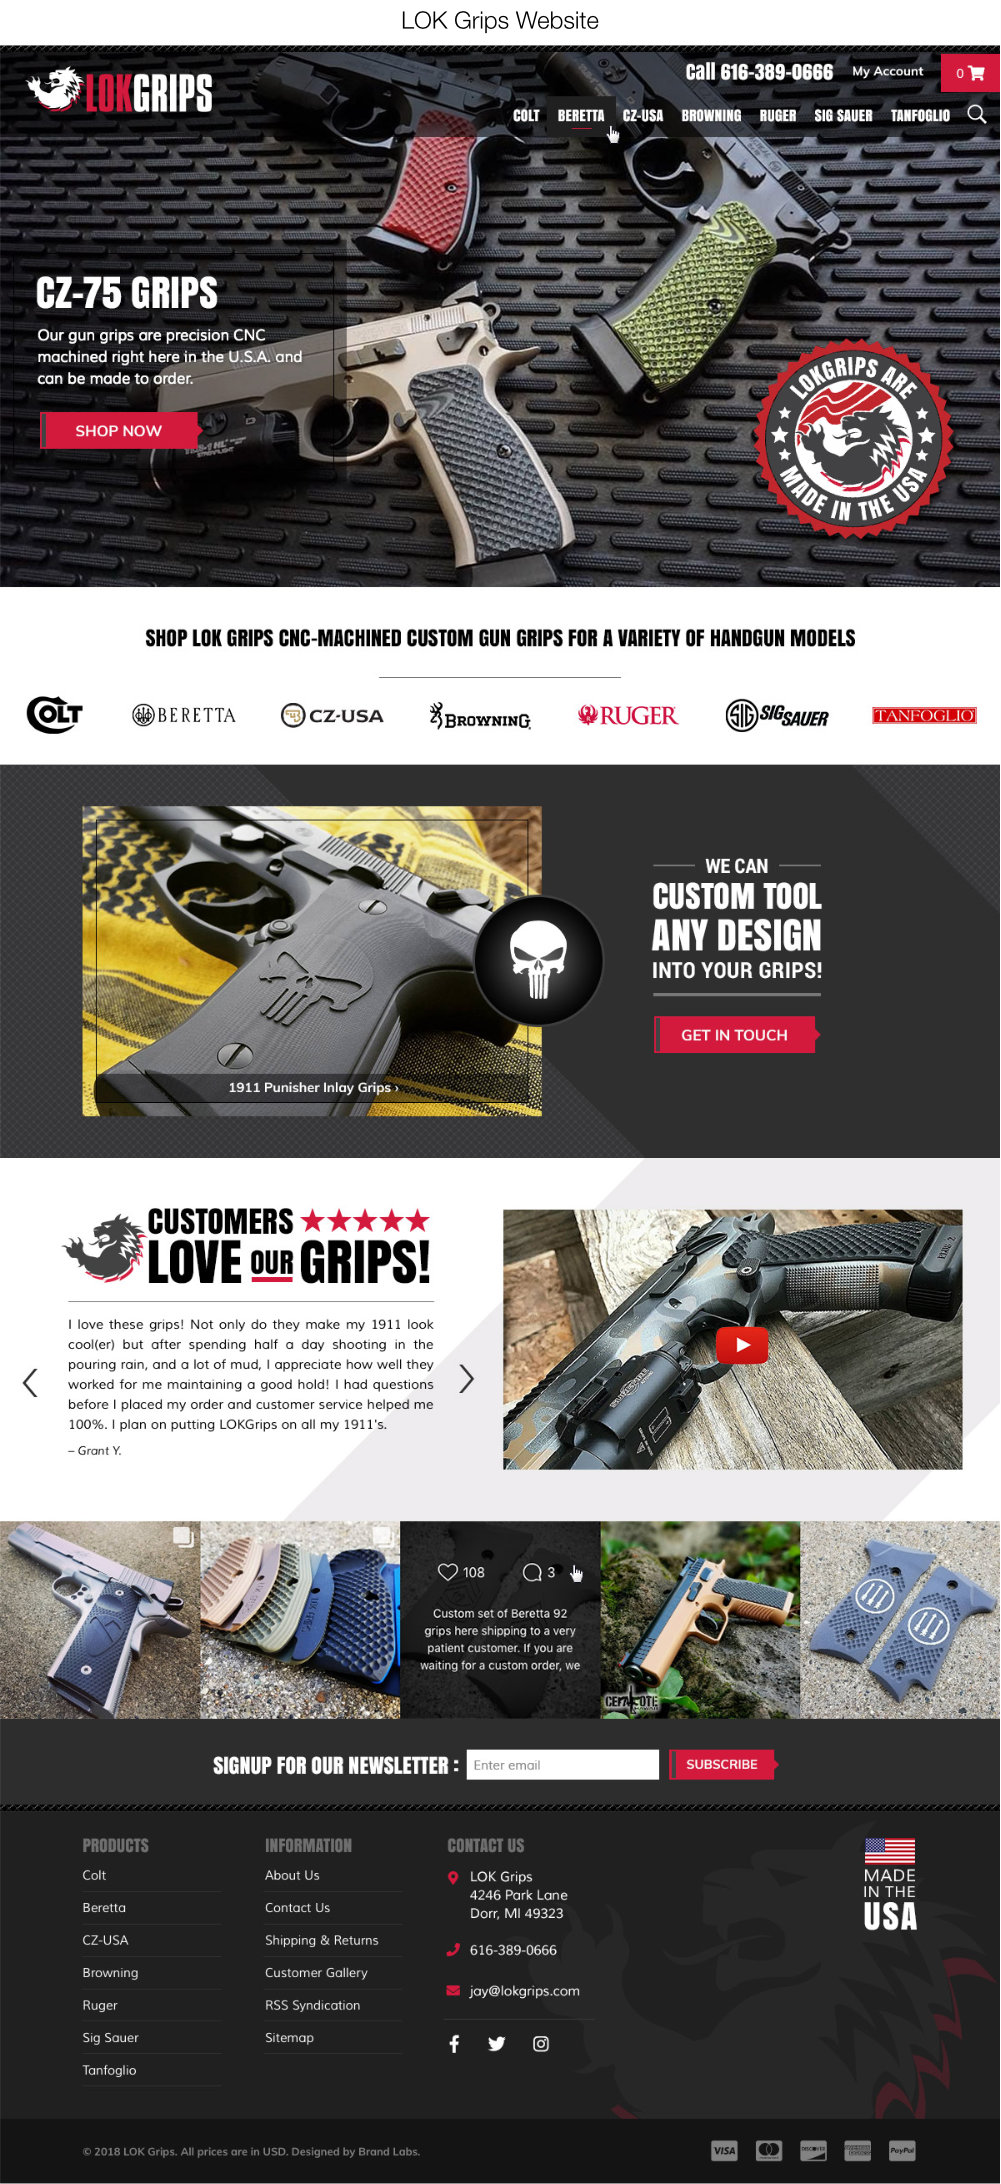 LOK Grips Website
LOKGRIPS
Call 616-389-0666
My Account
0
COLT
BERETTA
CZ-USA
BROWNING
RUGER
SIG SAUER
TANFOGLIO
CZ-75 GRIPS
Our gun grips are precision CNC
machined right here in the U.S.A. and
can be made to order.
SHOP NOW
LOKGRIPS ARE
MADE IN THE USA
SHOP LOK GRIPS CNC-MACHINED CUSTOM GUN GRIPS FOR A VARIETY OF HANDGUN MODELS
COLT
BERETTA
CZ-USA
BROWNING
RUGER
SIG SAUER
TANFOGLIO
WE CAN
CUSTOM TOOL
ANY DESIGN
INTO YOUR GRIPS!
GET IN TOUCH
1911 Punisher Inlay Grips ›
CUSTOMERS
LOVE OUR GRIPS!
I love these grips! Not only do they make my 1911 look
cool(er) but after spending half a day shooting in the
pouring rain, and a lot of mud, I appreciate how well they
worked for me maintaining a good hold! I had questions
before I placed my order and customer service helped me
100%. I plan on putting LOKGrips on all my 1911's.
– Grant Y.
108
3
Custom set of Beretta 92
grips here shipping to a very
patient customer. If you are
waiting for a custom order, we
SIGNUP FOR OUR NEWSLETTER :
Enter email
SUBSCRIBE
PRODUCTS
Colt
Beretta
CZ-USA
Browning
Ruger
Sig Sauer
Tanfoglio
INFORMATION
About Us
Contact Us
Shipping & Returns
Customer Gallery
RSS Syndication
Sitemap
CONTACT US
LOK Grips
4246 Park Lane
Dorr, MI 49323
616-389-0666
jay@lokgrips.com
MADE
IN THE
USA
© 2018 LOK Grips. All prices are in USD. Designed by Brand Labs.
VISA
DISCOVER
PayPal